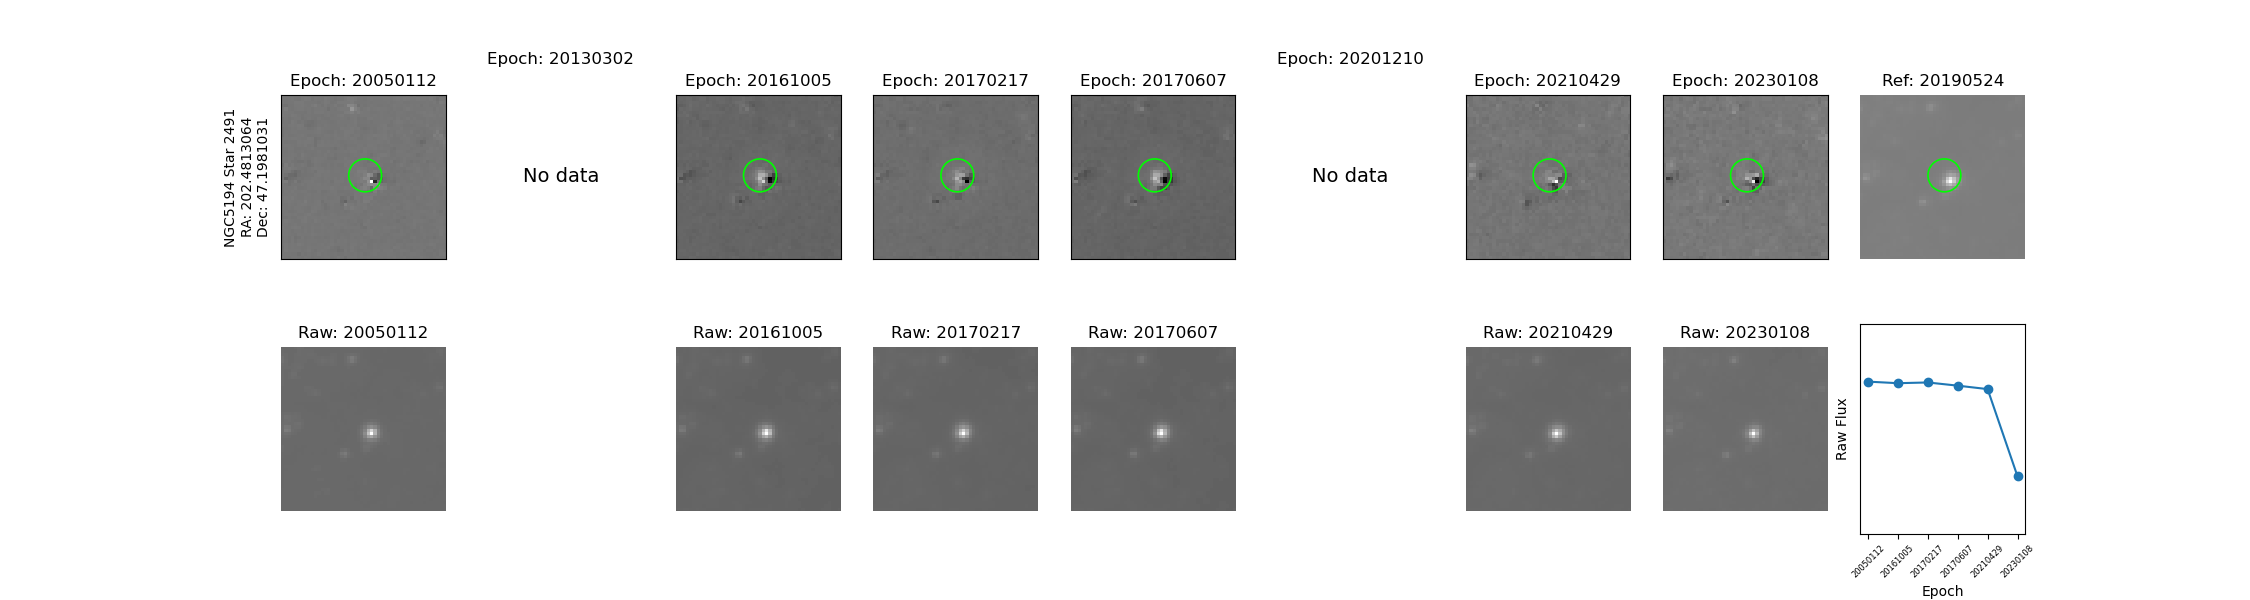 Epoch: 20130302
Epoch: 20201210
Epoch: 20050112
Epoch: 20161005
Epoch: 20170217
Epoch: 20170607
Epoch: 20210429
Epoch: 20230108
Ref: 20190524
NGC5194 Star 2491
RA: 202.4813064
Dec: 47.1981031
No data
No data
Raw: 20050112
Raw: 20161005
Raw: 20170217
Raw: 20170607
Raw: 20210429
Raw: 20230108
Raw Flux
20050112
20161005
20170217
20170607
20210429
20230108
Epoch